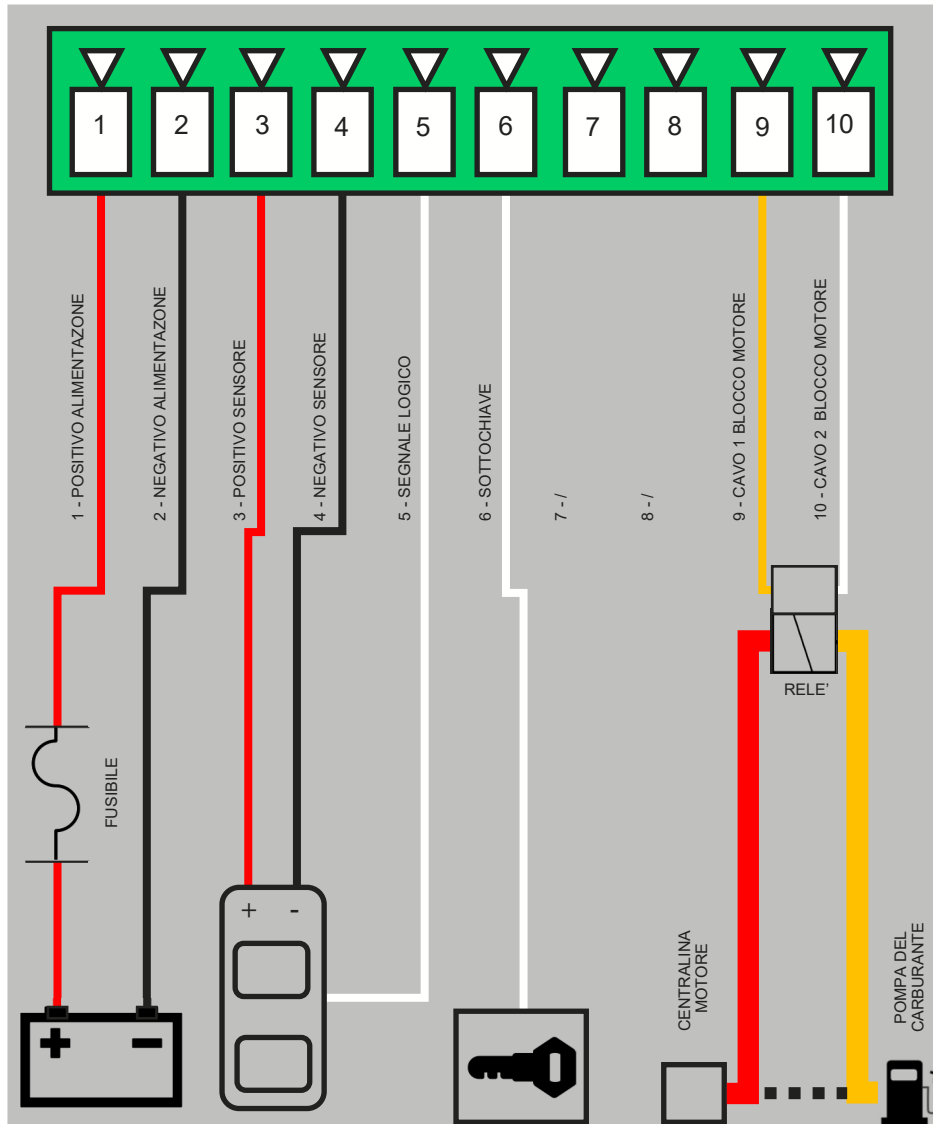 1
2
3
4
5
6
7
8
9
10
1 - POSITIVO ALIMENTAZONE
2 - NEGATIVO ALIMENTAZONE
3 - POSITIVO SENSORE
4 - NEGATIVO SENSORE
5 - SEGNALE LOGICO
6 - SOTTOCHIAVE
7 - /
8 - /
9 - CAVO 1 BLOCCO MOTORE
10 - CAVO 2 BLOCCO MOTORE
RELE'
FUSIBILE
+ -
+ -
CENTRALINA
MOTORE
POMPA DEL
CARBURANTE